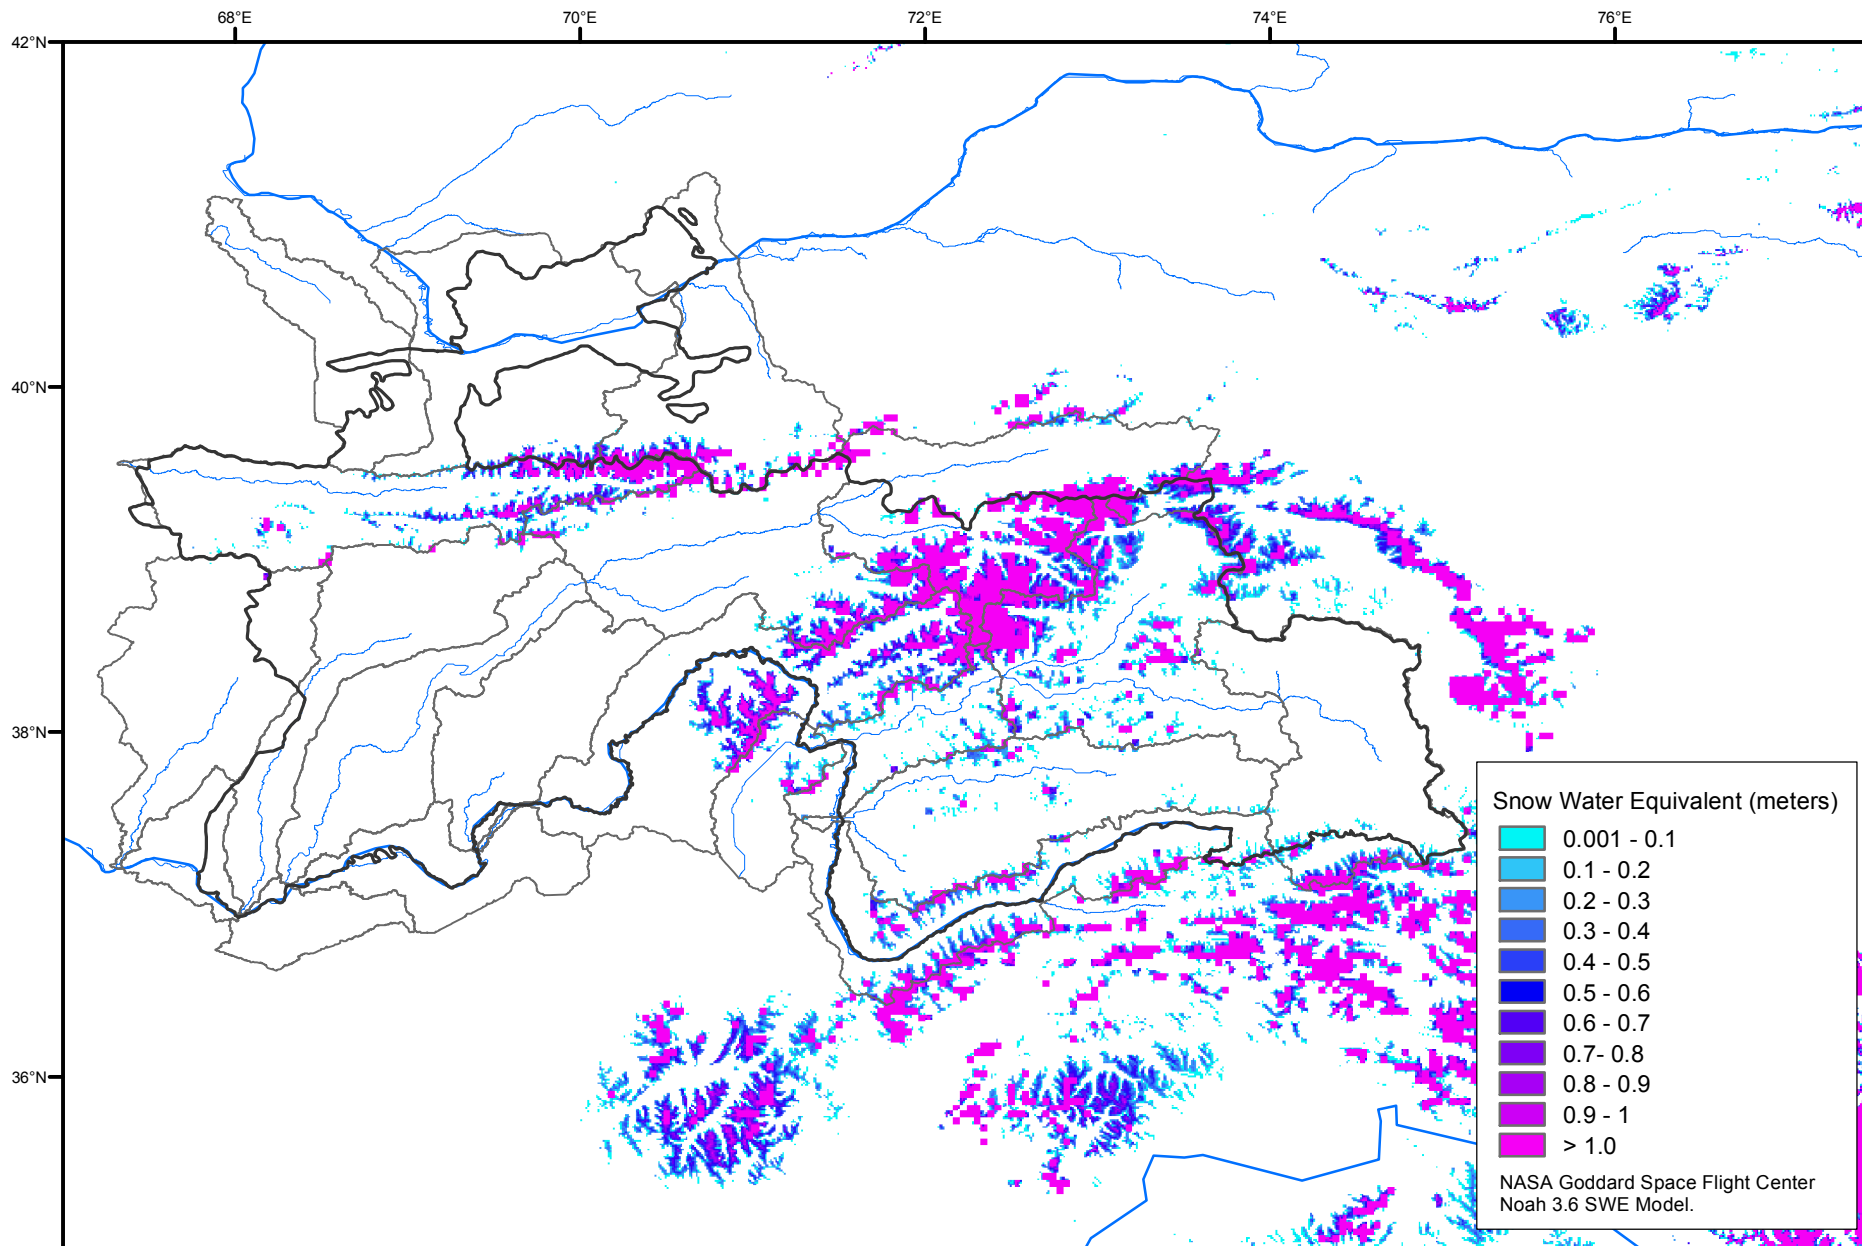 68°E
70°E
72°E
74°E
76°E
42°N
40°N
38°N
36°N
Snow Water Equivalent (meters)
0.001 - 0.1
0.1 - 0.2
0.2 - 0.3
0.3 - 0.4
0.4 - 0.5
0.5 - 0.6
0.6 - 0.7
0.7- 0.8
0.8 - 0.9
0.9 - 1
> 1.0
NASA Goddard Space Flight Center
Noah 3.6 SWE Model.